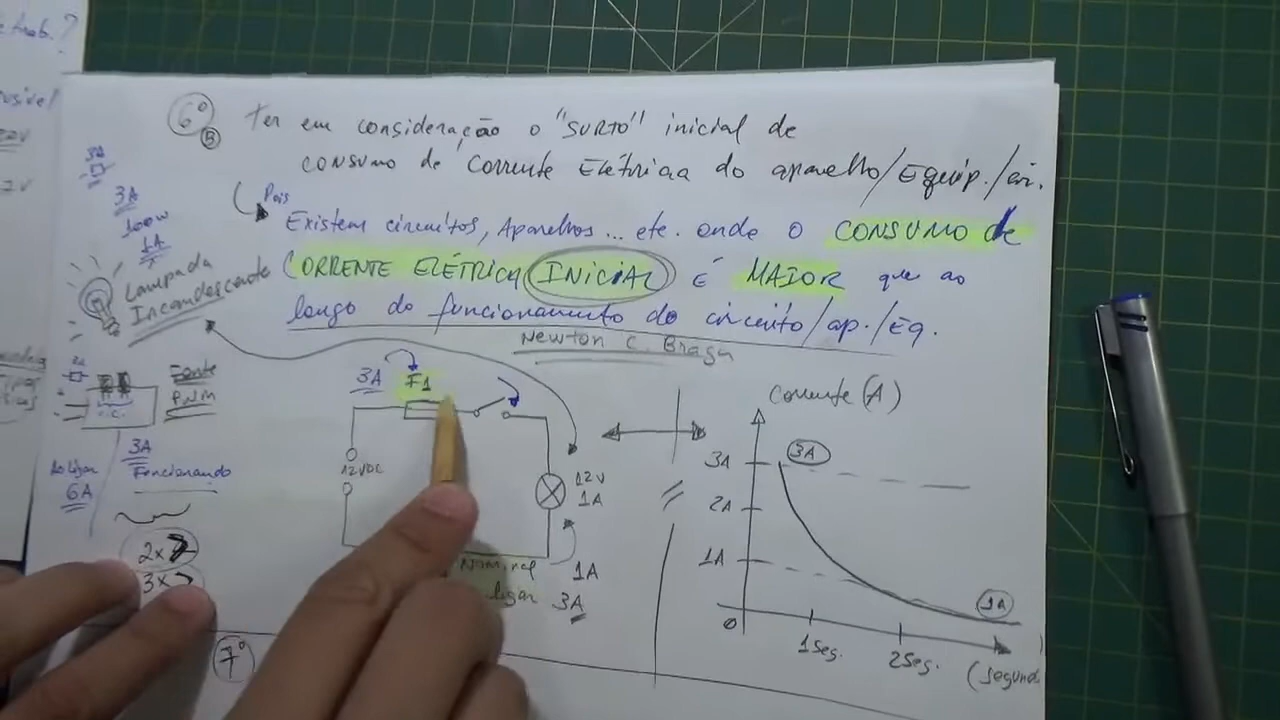 6º
B
Ter em consideração o "SURTO" inicial de
CONSUMO de Corrente Elétrica do aparelho/Equip./cir.
Pois
Existem circuitos, Aparelhos... etc. onde o CONSUMO de
CORRENTE ELÉTRICA INICIAL É MAIOR que ao
longo do funcionamento do circuito/ap./Eq.
Newton C. Braga
3A
100W
1A
Lampada
Incandescente
Fonte
PWM
C.C.
3A
Funcionando
Ao ligar
6A
2x
3x
7º
3A
F1
12VDC
12V
1A
Nominal 1A
ligar 3A
Corrente (A)
3A
3A
2A
1A
1A
0
1Seg.
2Seg.
(Segund